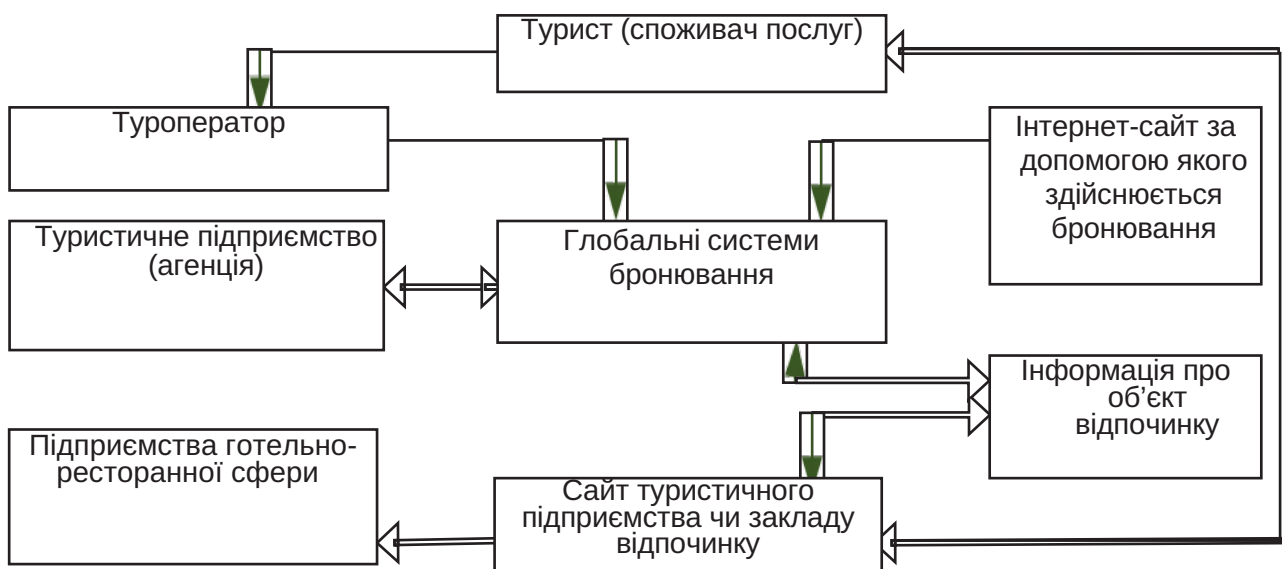 Турист (споживач послуг)
Туроператор
Інтернет-сайт за
допомогою якого
здійснюється
бронювання
Туристичне підприємство
(агенція)
Глобальні системи
бронювання
Інформація про
об’єкт
відпочинку
Підприємства готельно-
ресторанної сфери
Сайт туристичного
підприємства чи закладу
відпочинку